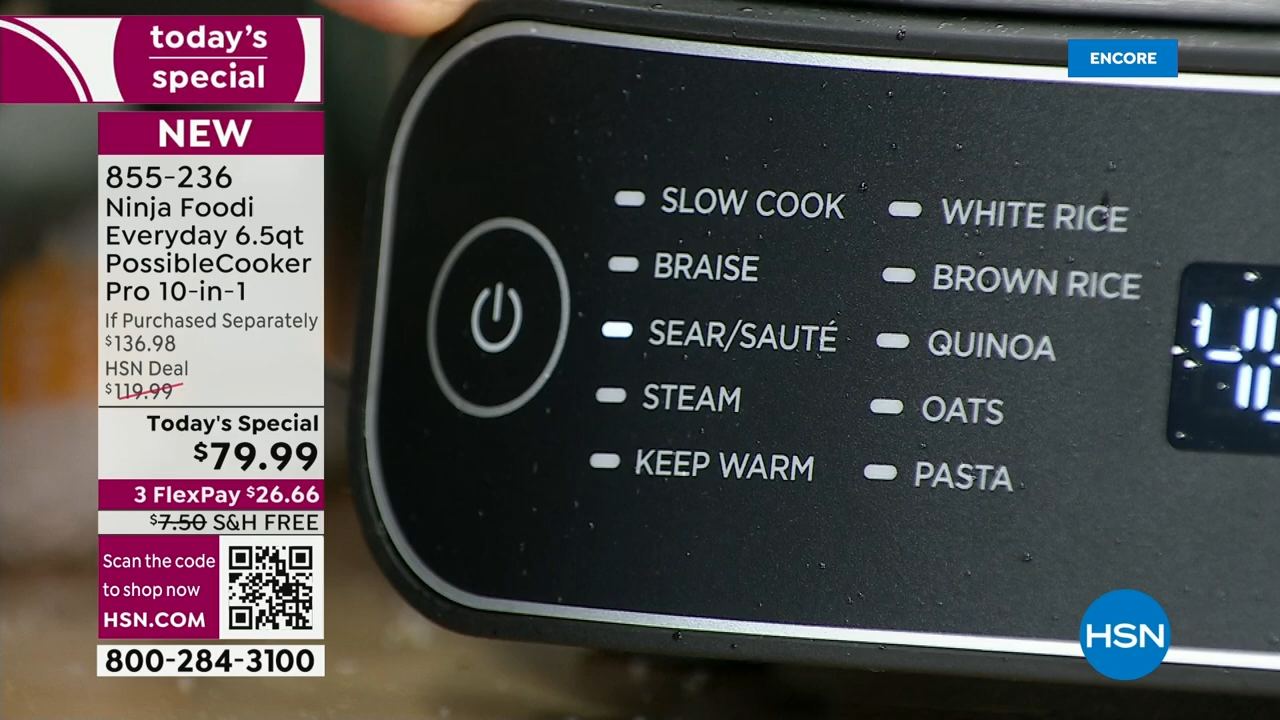 today's
special
NEW
855-236
Ninja Foodi
Everyday 6.5qt
PossibleCooker
Pro 10-in-1
If Purchased Separately
$136.98
HSN Deal
$119.99
Today's Special
$79.99
3 FlexPay $26.66
$7.50 S&H FREE
Scan the code
to shop now
HSN.COM
800-284-3100
SLOW COOK
BRAISE
SEAR/SAUTÉ
STEAM
KEEP WARM
WHITE RICE
BROWN RICE
QUINOA
OATS
PASTA
ENCORE
HSN